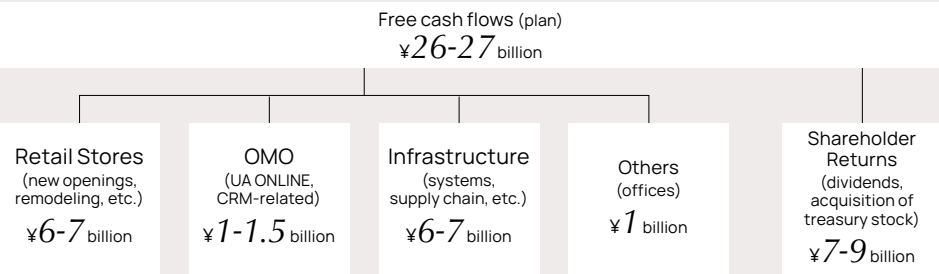 Free cash flows (plan)
¥26-27 billion
Retail Stores
(new openings,
remodeling, etc.)
¥6-7 billion
OMO
(UA ONLINE,
CRM-related)
¥1-1.5 billion
Infrastructure
(systems,
supply chain, etc.)
¥6-7 billion
Others
(offices)
¥1 billion
Shareholder
Returns
(dividends,
acquisition of
treasury stock)
¥7-9 billion